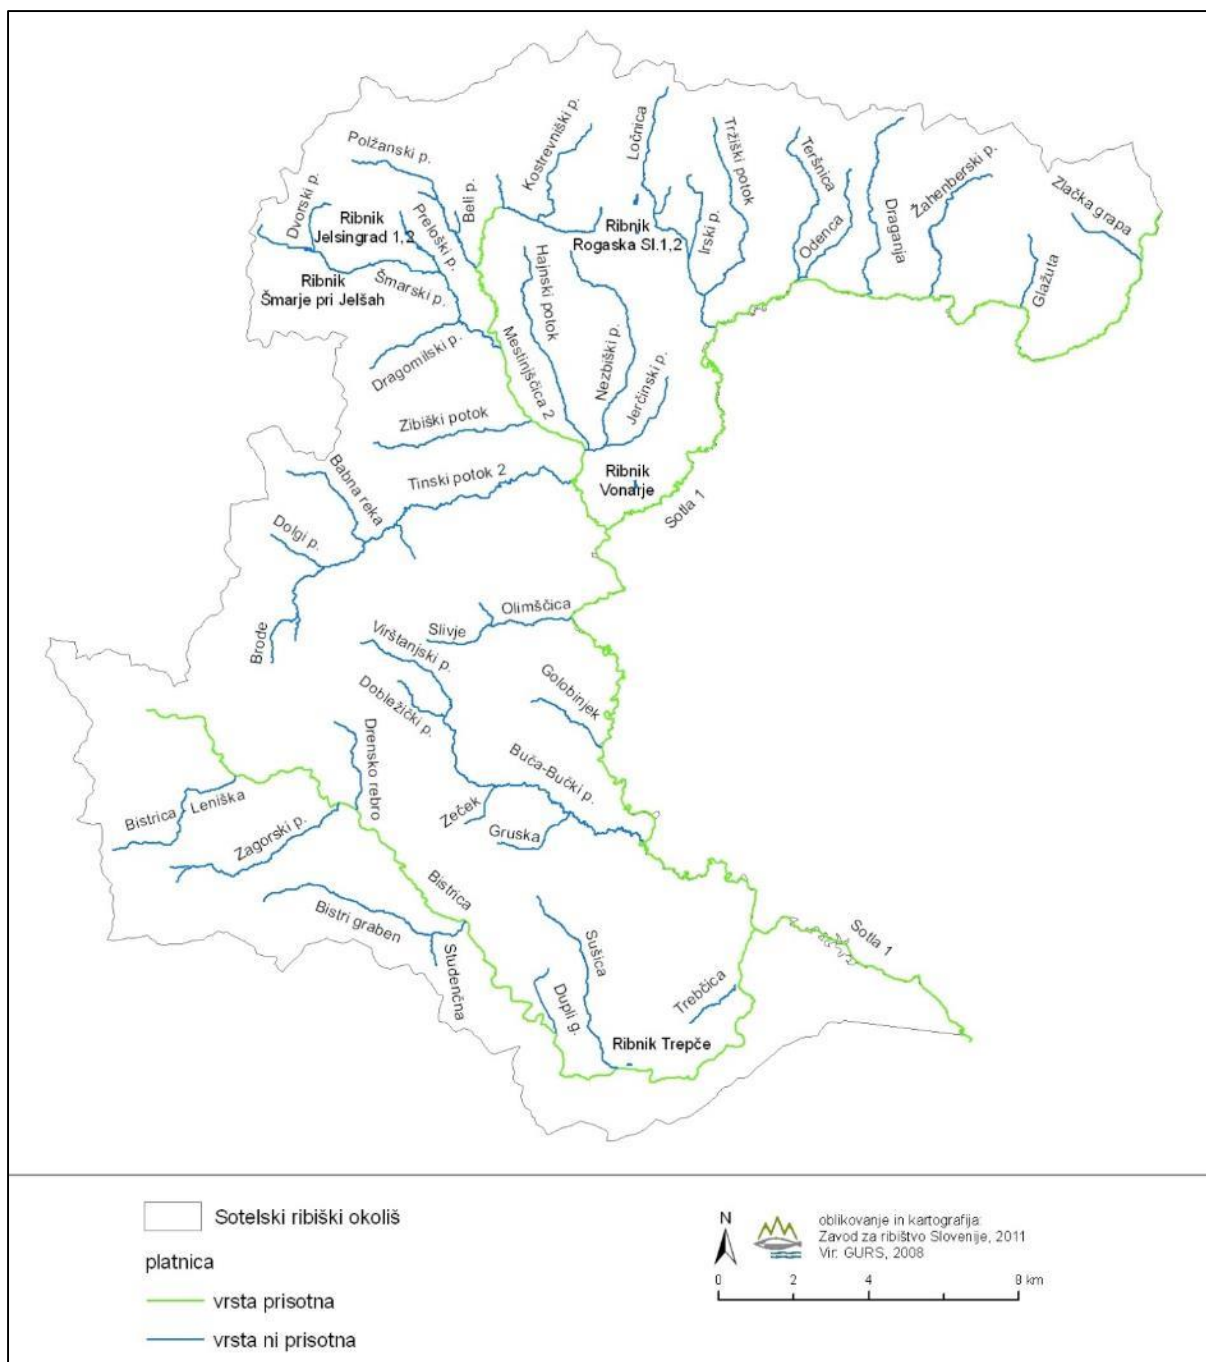 Kostrevniški p.
Ločnica
Tržiški potok
Teršnica
Polžanski p.
Beli p.
Dvorski p.
Ribnik
Jelsingrad 1,2
Preloški p.
Ribnik
Rogaska Sl.1,2
Irski p.
Odenca
Draganja
Žahenberski p.
Zlačka grapa
Glažuta
Ribnik
Šmarje pri Jelšah
Šmarski p.
Hajnski potok
Mestinjščica 2
Nezbiški p.
Jerčinski p.
Dragomilski p.
Zibiški potok
Babna reka
Tinski potok 2
Ribnik
Vonarje
Sotla 1
Dolgi p.
Brode
Olimščica
Slivje
Virštanjski p.
Dobležički p.
Golobinjek
Drensko rebro
Buča-Bučki p.
Bistrica - Leniška
Zeček
Gruska
Zagorski p.
Bistrica
Bistri graben
Studenčna
Sušica
Dupli g.
Trebčica
Sotla 1
Ribnik Trepče
Sotelski ribiški okoliš
platnica
vrsta prisotna
vrsta ni prisotna
N
oblikovanje in kartografija:
Zavod za ribištvo Slovenije, 2011
Vir: GURS, 2008
0 2 4 8 km